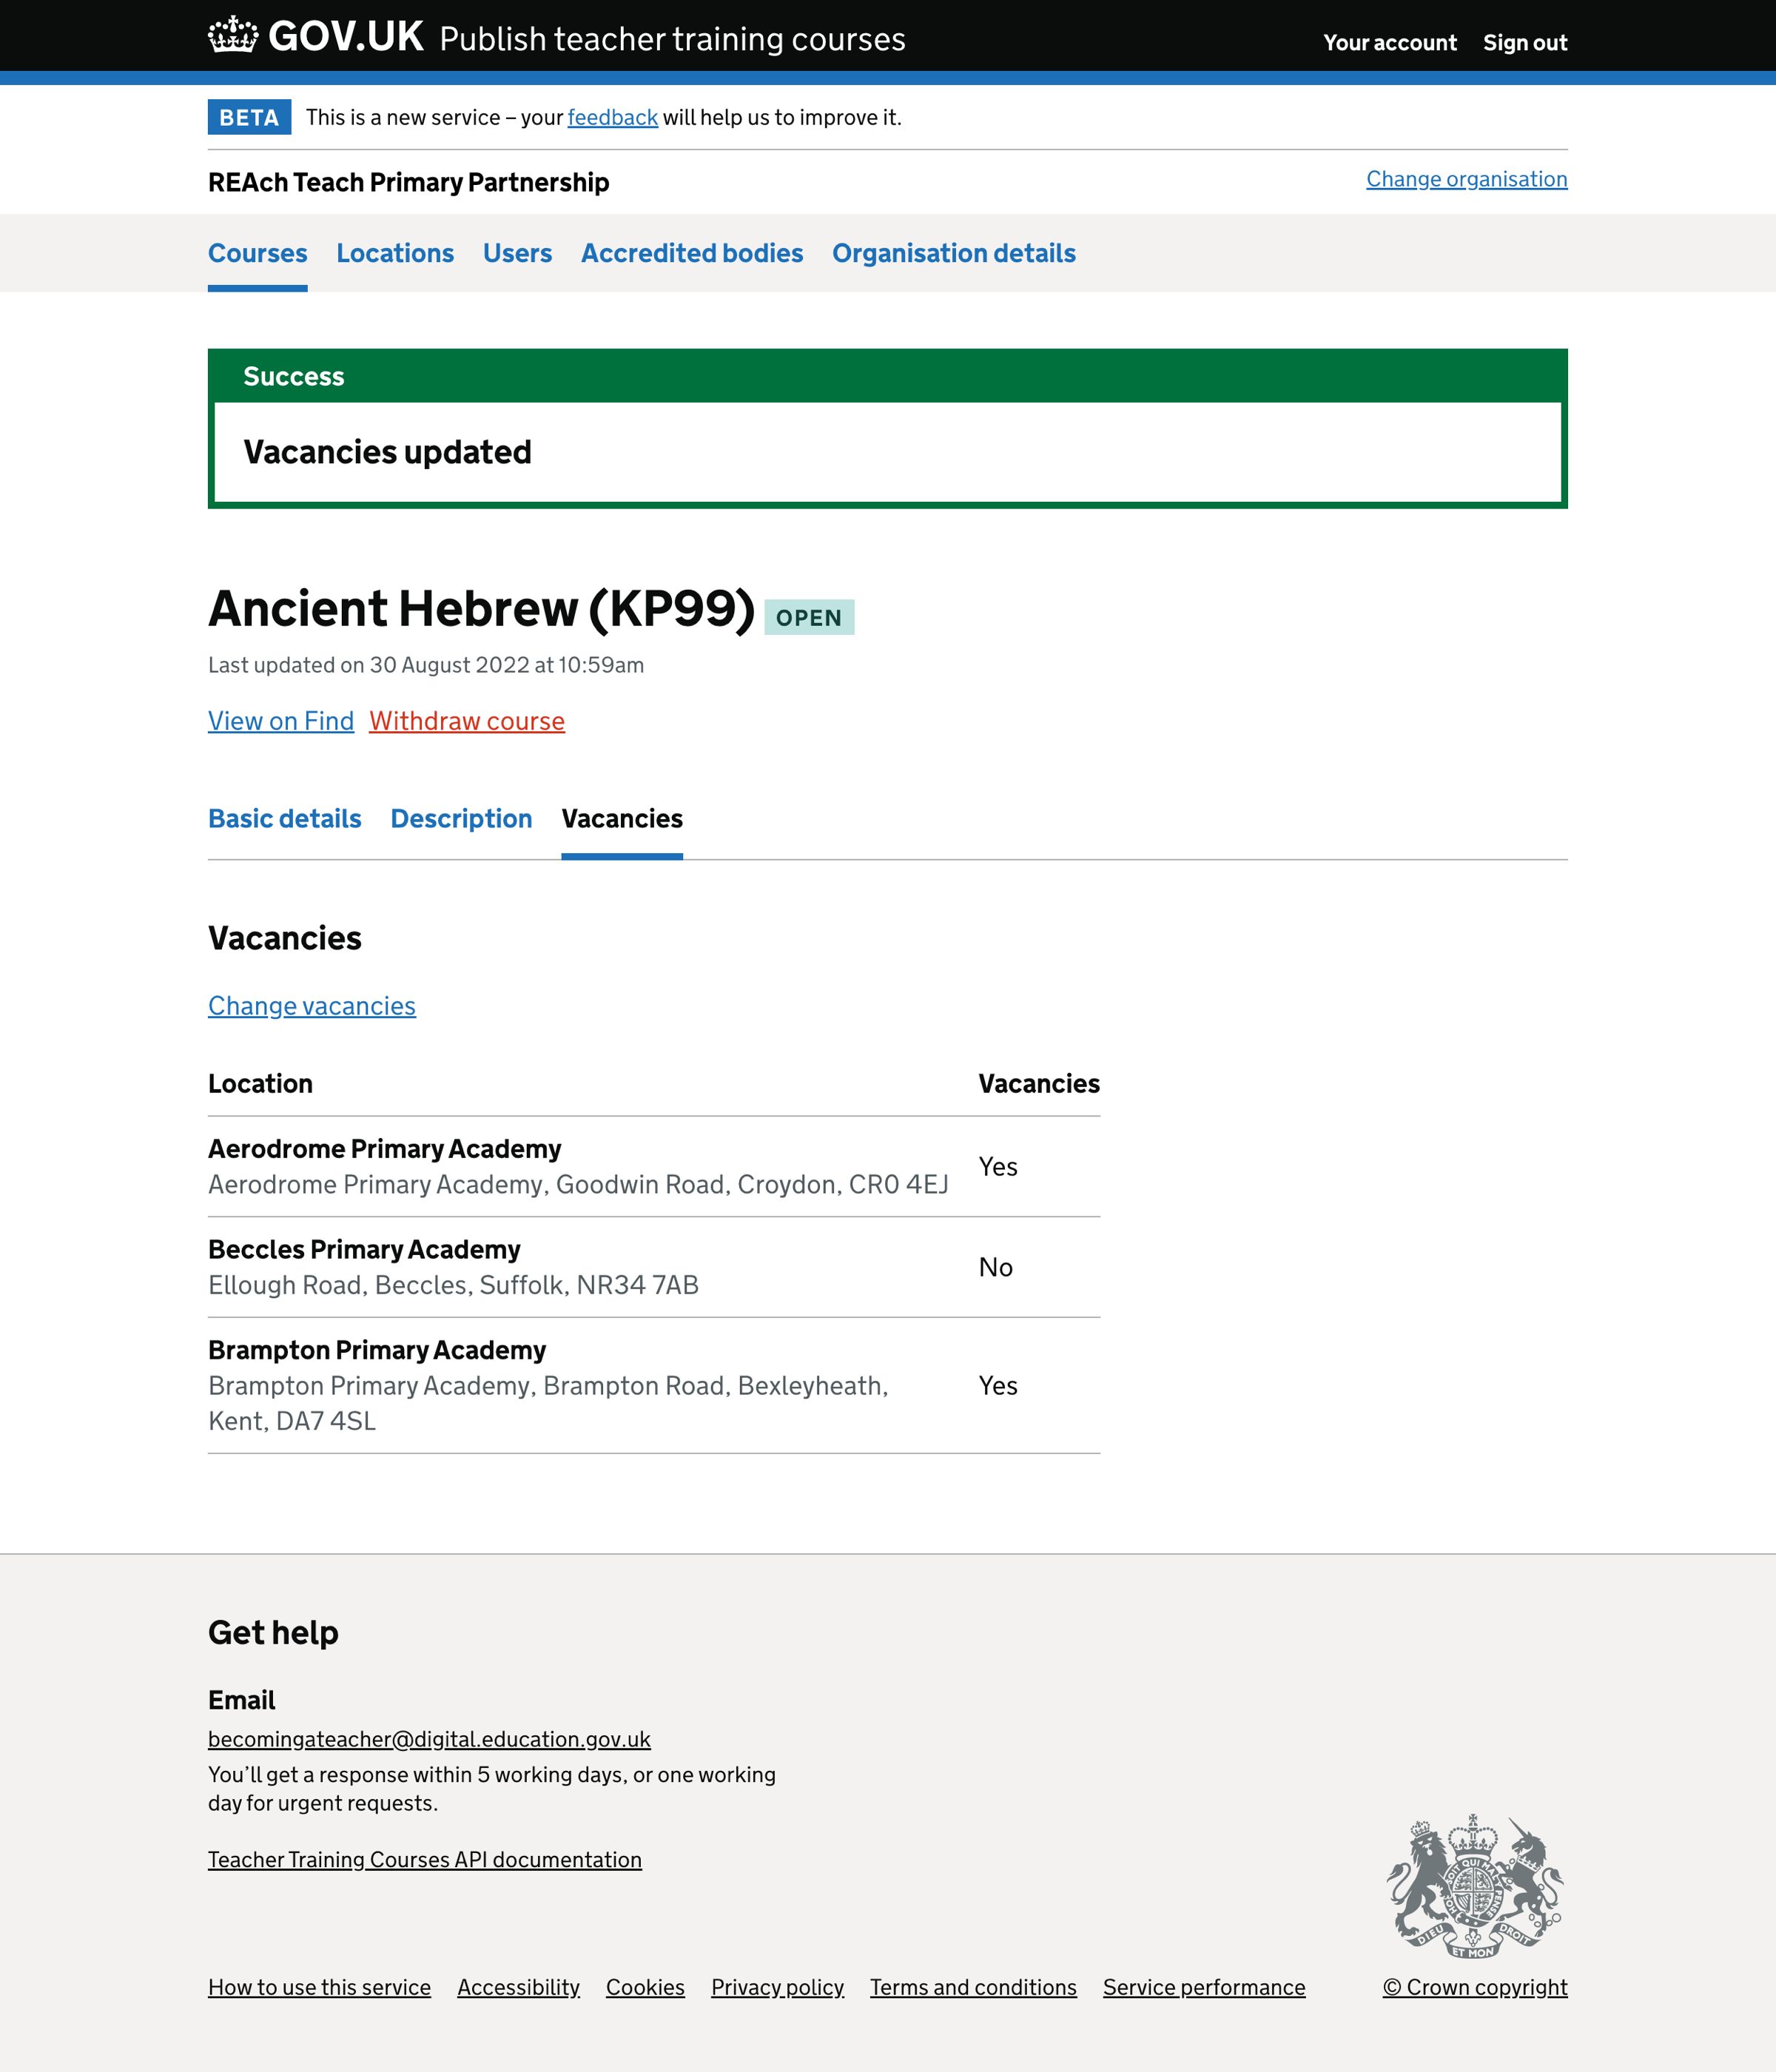 GOV.UK Publish teacher training courses
Your account Sign out
BETA This is a new service – your feedback will help us to improve it.
REAch Teach Primary Partnership
Change organisation
Courses Locations Users Accredited bodies Organisation details
Success
Vacancies updated
Ancient Hebrew (KP99) OPEN
Last updated on 30 August 2022 at 10:59am
View on Find Withdraw course
Basic details Description Vacancies
Vacancies
Change vacancies
Location Vacancies
Aerodrome Primary Academy
Aerodrome Primary Academy, Goodwin Road, Croydon, CR0 4EJ
Yes
Beccles Primary Academy
Ellough Road, Beccles, Suffolk, NR34 7AB
No
Brampton Primary Academy
Brampton Primary Academy, Brampton Road, Bexleyheath,
Kent, DA7 4SL
Yes
Get help
Email
becomingateacher@digital.education.gov.uk
You’ll get a response within 5 working days, or one working
day for urgent requests.
Teacher Training Courses API documentation
DIEU ET MON DROIT
How to use this service Accessibility Cookies Privacy policy Terms and conditions Service performance
© Crown copyright